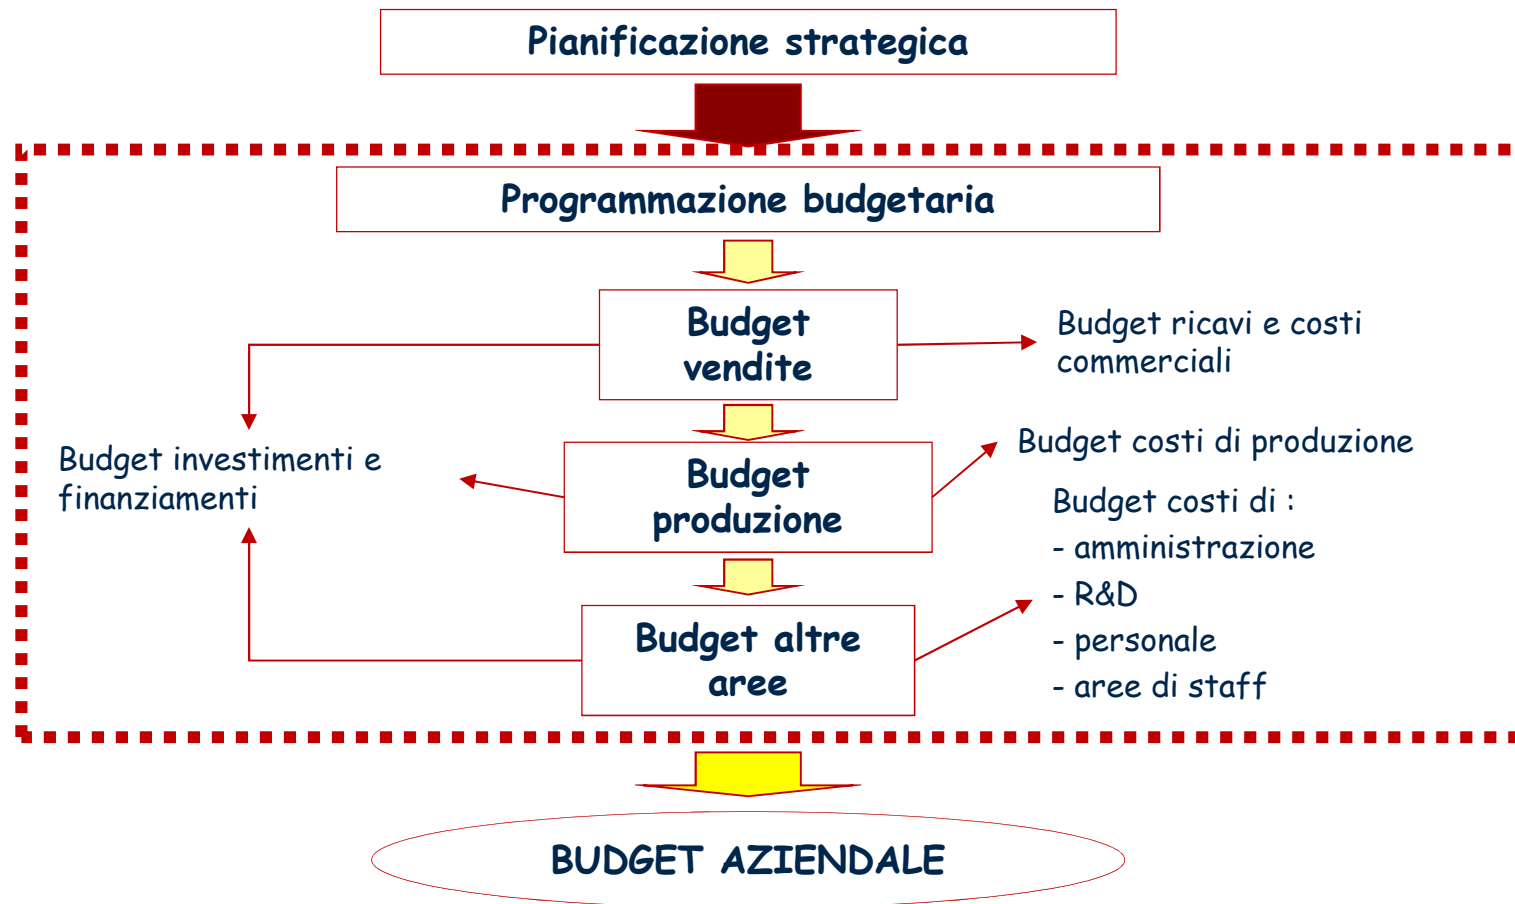 Pianificazione strategica
Programmazione budgetaria
Budget
vendite
Budget ricavi e costi
commerciali
Budget investimenti e
finanziamenti
Budget
produzione
Budget costi di produzione
Budget costi di :
- amministrazione
- R&D
- personale
- aree di staff
Budget altre
aree
BUDGET AZIENDALE